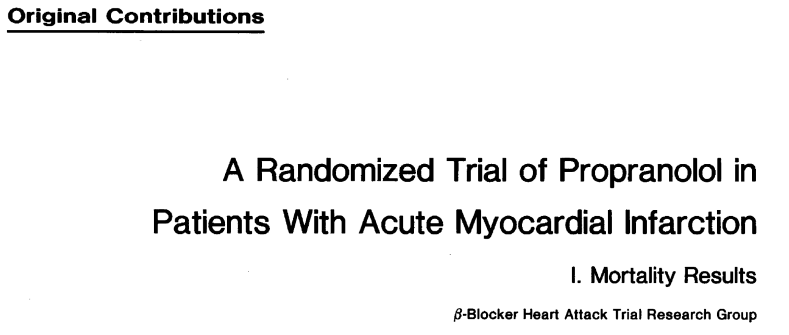 Original Contributions
A Randomized Trial of Propranolol in
Patients With Acute Myocardial Infarction
I. Mortality Results
β-Blocker Heart Attack Trial Research Group